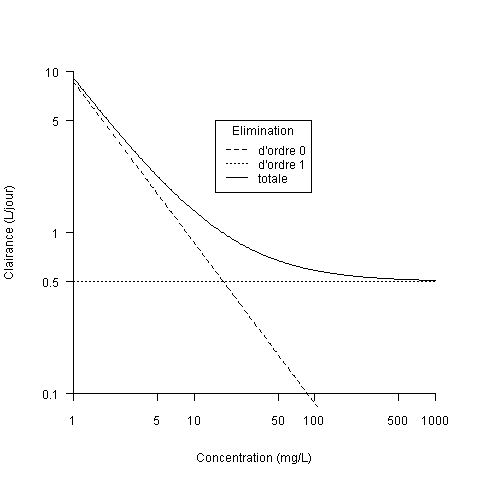 Clairance (L/jour)
10
5
1
0.5
0.1
Elimination
d'ordre 0
d'ordre 1
totale
1 5 10 50 100 500 1000
Concentration (mg/L)